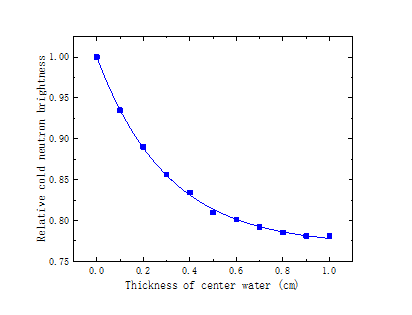 Relative cold neutron brightness
1.00
0.95
0.90
0.85
0.80
0.75
0.0 0.2 0.4 0.6 0.8 1.0
Thickness of center water (cm)